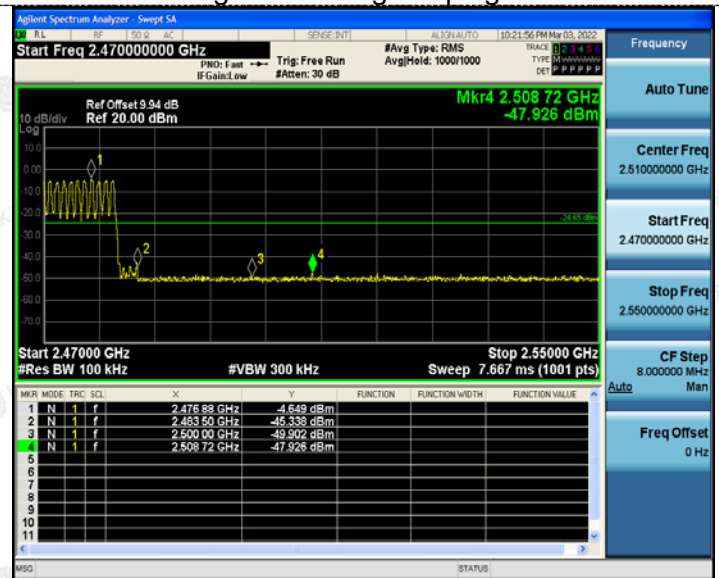 Agilent Spectrum Analyzer - Swept SA
RL RF 50 Ω AC SENSE:INT ALIGN AUTO 10:21:56 PM Mar 03, 2022
Start Freq 2.470000000 GHz
PNO: Fast
IFGain:Low
Trig: Free Run
#Atten: 30 dB
#Avg Type: RMS
Avg|Hold: 1000/1000
TRACE 1 2 3 4 5 6
TYPE M
DET P P P P P P
Ref Offset 9.94 dB
10 dB/div Ref 20.00 dBm
Log
Mkr4 2.508 72 GHz
-47.926 dBm
10.0
0.00
-10.0
-20.0
-30.0
-40.0
-50.0
-60.0
-70.0
1
2
3
4
-24.65 dBm
Start 2.47000 GHz Stop 2.55000 GHz
#Res BW 100 kHz #VBW 300 kHz Sweep 7.667 ms (1001 pts)
MKR MODE TRC SCL X Y FUNCTION FUNCTION WIDTH FUNCTION VALUE
1 N 1 f 2.476 88 GHz -4.649 dBm
2 N 1 f 2.483 50 GHz -45.338 dBm
3 N 1 f 2.500 00 GHz -49.902 dBm
4 N 1 f 2.508 72 GHz -47.926 dBm
5
6
7
8
9
10
11
MSG STATUS
Frequency
Auto Tune
Center Freq
2.510000000 GHz
Start Freq
2.470000000 GHz
Stop Freq
2.550000000 GHz
CF Step
8.000000 MHz
Auto Man
Freq Offset
0 Hz